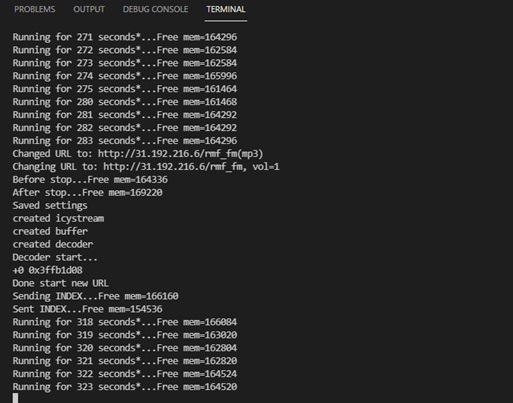 PROBLEMS OUTPUT DEBUG CONSOLE TERMINAL
Running for 271 seconds*...Free mem=164296
Running for 272 seconds*...Free mem=162584
Running for 273 seconds*...Free mem=162584
Running for 274 seconds*...Free mem=165996
Running for 275 seconds*...Free mem=161464
Running for 280 seconds*...Free mem=161468
Running for 281 seconds*...Free mem=164292
Running for 282 seconds*...Free mem=164292
Running for 283 seconds*...Free mem=164296
Changed URL to: http://31.192.216.6/rmf_fm(mp3)
Changing URL to: http://31.192.216.6/rmf_fm, vol=1
Before stop...Free mem=164336
After stop...Free mem=169220
Saved settings
created icystream
created buffer
created decoder
Decoder start...
+0 0x3ffb1d08
Done start new URL
Sending INDEX...Free mem=166160
Sent INDEX...Free mem=154536
Running for 318 seconds*...Free mem=166084
Running for 319 seconds*...Free mem=163020
Running for 320 seconds*...Free mem=162804
Running for 321 seconds*...Free mem=162820
Running for 322 seconds*...Free mem=164524
Running for 323 seconds*...Free mem=164520